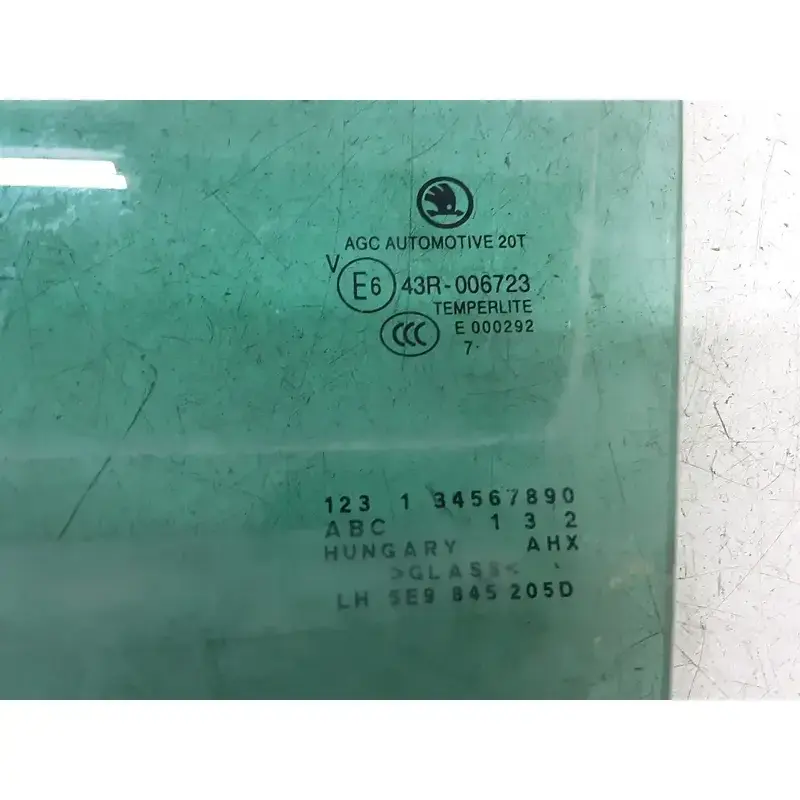 AGC AUTOMOTIVE 20T
V E6 43R-006723
TEMPERLITE
CCC E 000292
7.
123 1 34567890
ABC 1 3 2
HUNGARY AHX
>GLASS<
LH 5E9 845 205D